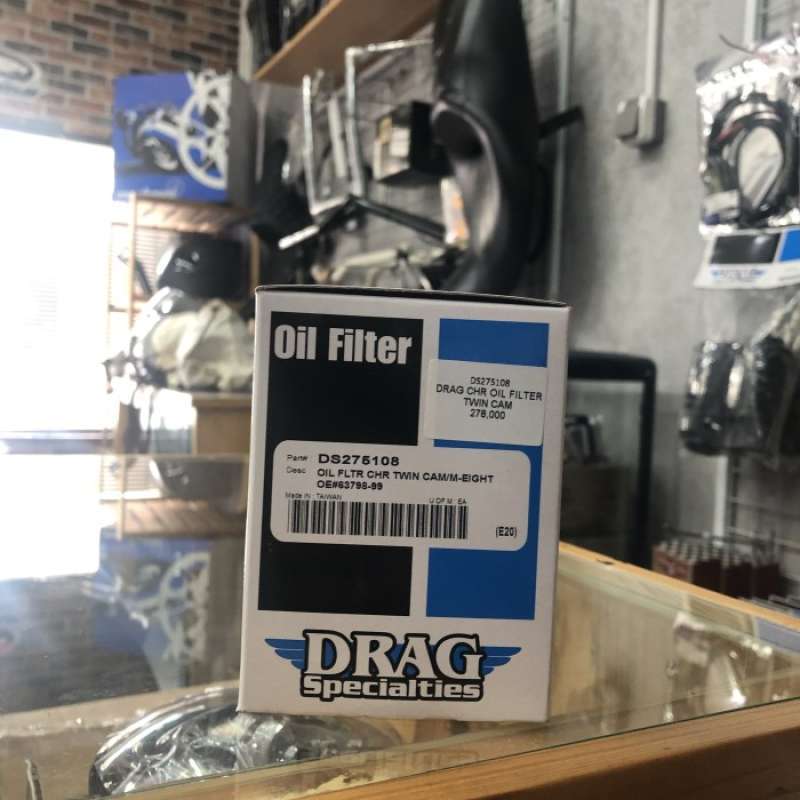 Oil Filter
DS275108
DRAG CHR OIL FILTER
TWIN CAM
278,000
Part# DS275108
Desc OIL FLTR CHR TWIN CAM/M-EIGHT
OE#63798-99
Made IN : TAIWAN U OF M : EA
(E20)
DRAG
Specialties